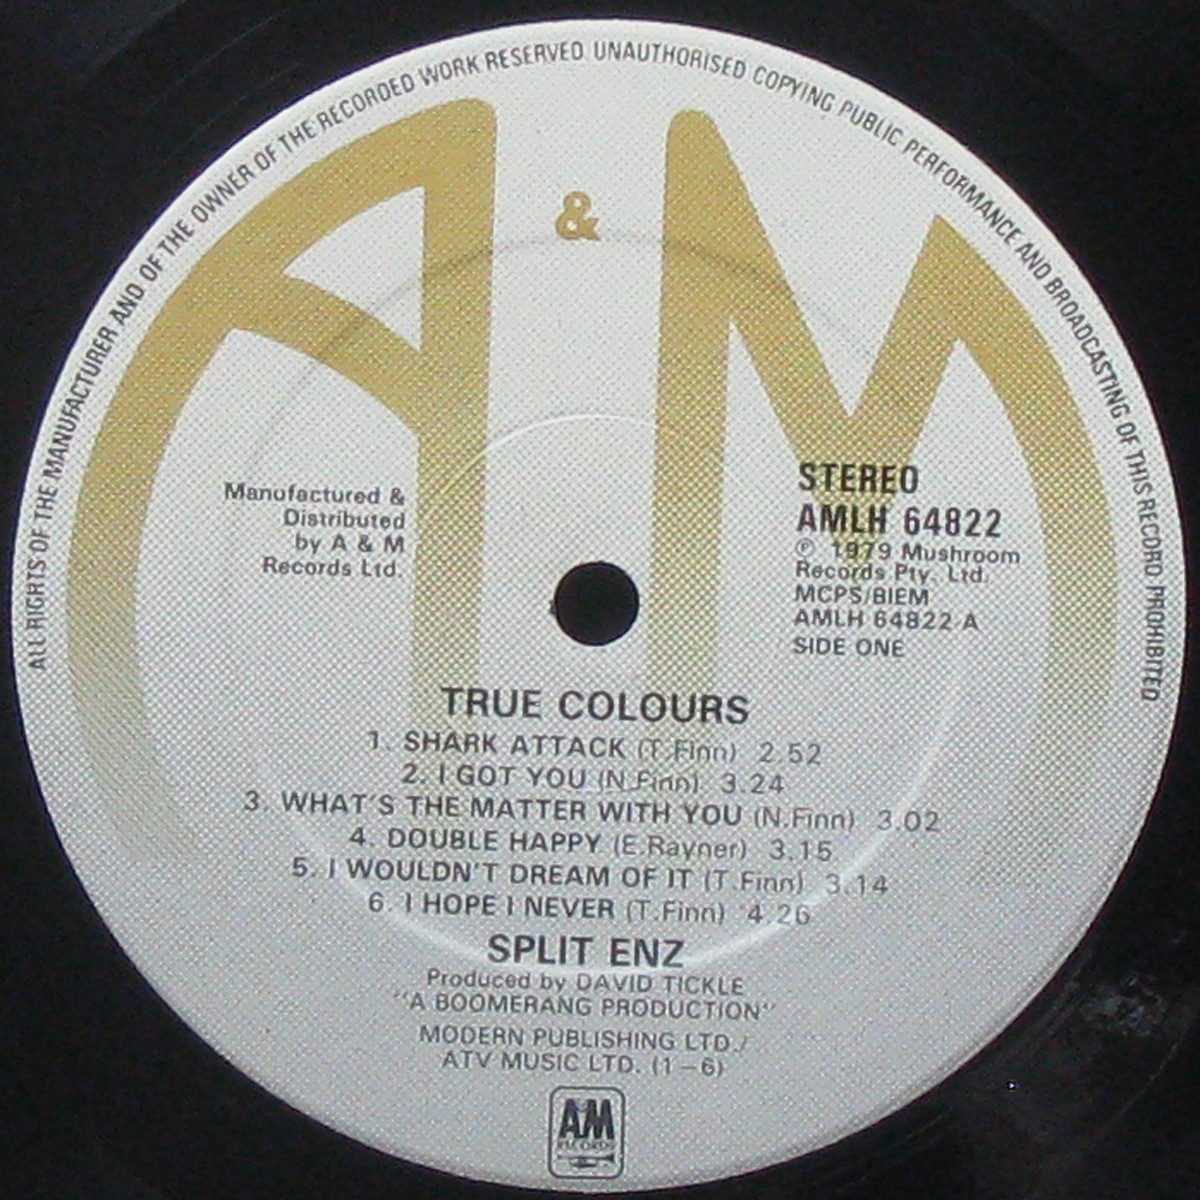 ALL RIGHTS OF THE MANUFACTURER AND OF THE OWNER OF THE RECORDED WORK RESERVED UNAUTHORISED COPYING PUBLIC PERFORMANCE AND BROADCASTING OF THIS RECORD PROHIBITED
A & M
Manufactured &
Distributed
by A & M
Records Ltd.
STEREO
AMLH 64822
℗ 1979 Mushroom
Records Pty. Ltd.
MCPS/BIEM
AMLH 64822 A
SIDE ONE
TRUE COLOURS
1. SHARK ATTACK (T.Finn) 2.52
2. I GOT YOU (N.Finn) 3.24
3. WHAT'S THE MATTER WITH YOU (N.Finn) 3.02
4. DOUBLE HAPPY (E.Rayner) 3.15
5. I WOULDN'T DREAM OF IT (T.Finn) 3.14
6. I HOPE I NEVER (T.Finn) 4.26
SPLIT ENZ
Produced by DAVID TICKLE
"A BOOMERANG PRODUCTION"
MODERN PUBLISHING LTD./
ATV MUSIC LTD. (1–6)
A&M
RECORDS